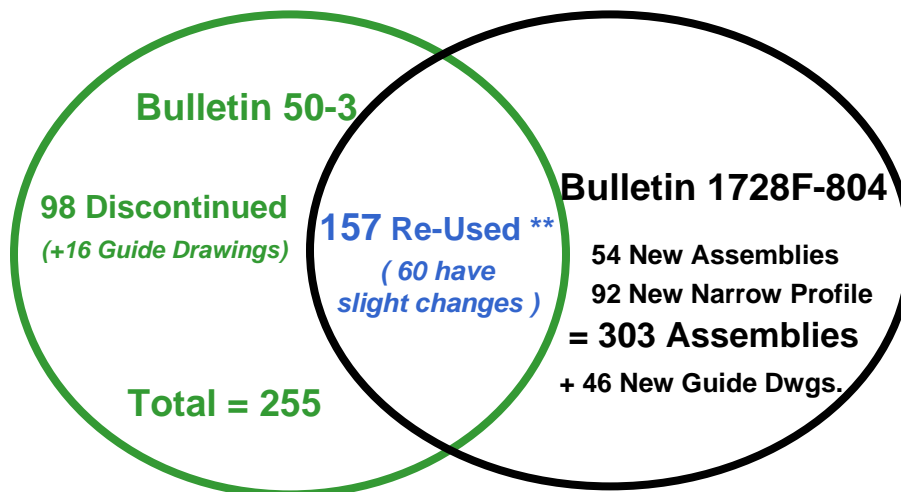 Bulletin 50-3
98 Discontinued
(+16 Guide Drawings)
Total = 255
157 Re-Used **
( 60 have
slight changes )
Bulletin 1728F-804
54 New Assemblies
92 New Narrow Profile
= 303 Assemblies
+ 46 New Guide Dwgs.